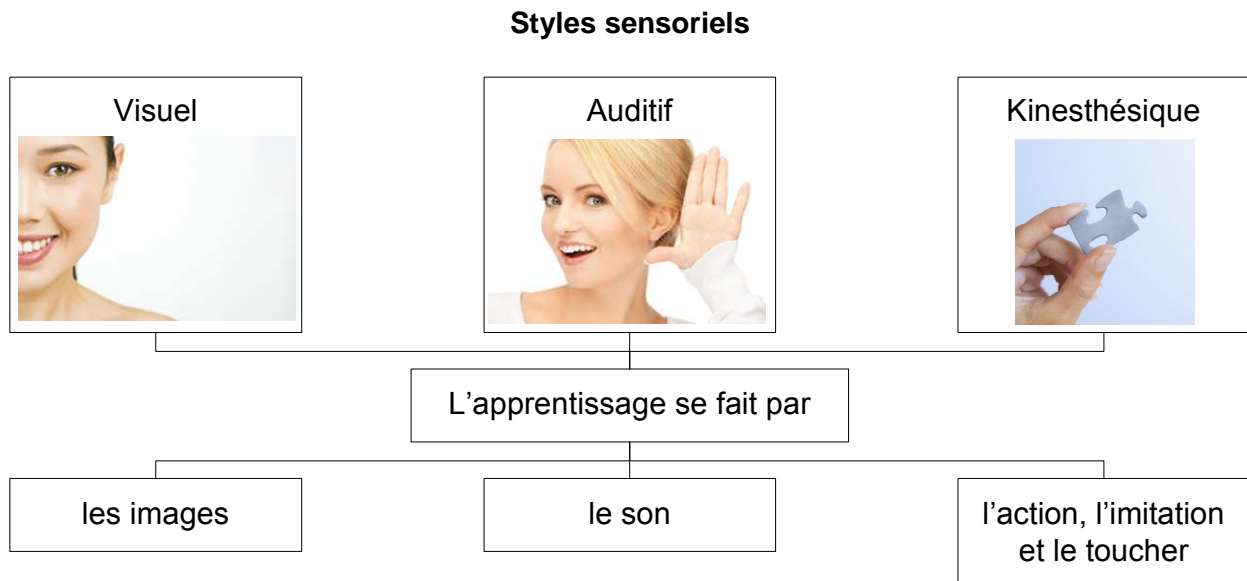 Styles sensoriels
Visuel
Auditif
Kinesthésique
L’apprentissage se fait par
les images
le son
l’action, l’imitation
et le toucher